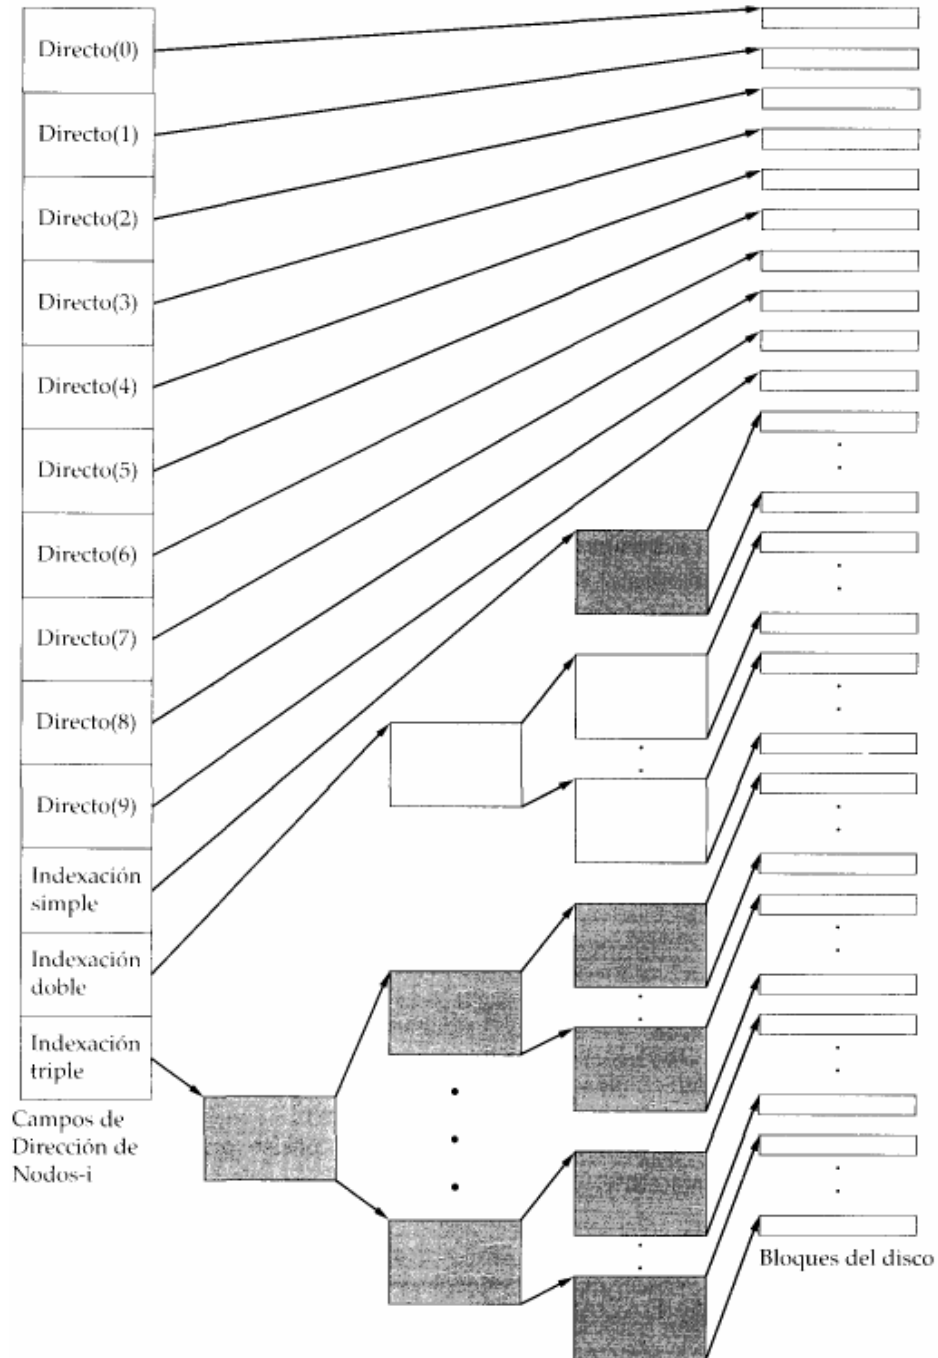 Directo(0)
Directo(1)
Directo(2)
Directo(3)
Directo(4)
Directo(5)
Directo(6)
Directo(7)
Directo(8)
Directo(9)
Indexación
simple
Indexación
doble
Indexación
triple
Campos de
Dirección de
Nodos-i
Bloques del disco